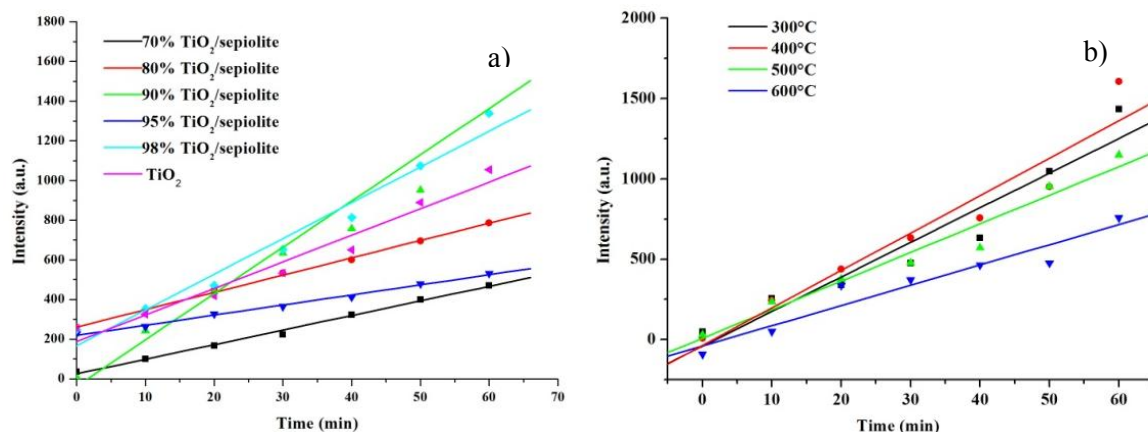 a)
70% TiO₂/sepiolite
80% TiO₂/sepiolite
90% TiO₂/sepiolite
95% TiO₂/sepiolite
98% TiO₂/sepiolite
TiO₂
1800
1600
1400
1200
1000
800
600
400
200
0
Intensity (a.u.)
0 10 20 30 40 50 60 70
Time (min)
b)
300°C
400°C
500°C
600°C
2000
1500
1000
500
0
Intensity (a.u.)
0 10 20 30 40 50 60
Time (min)